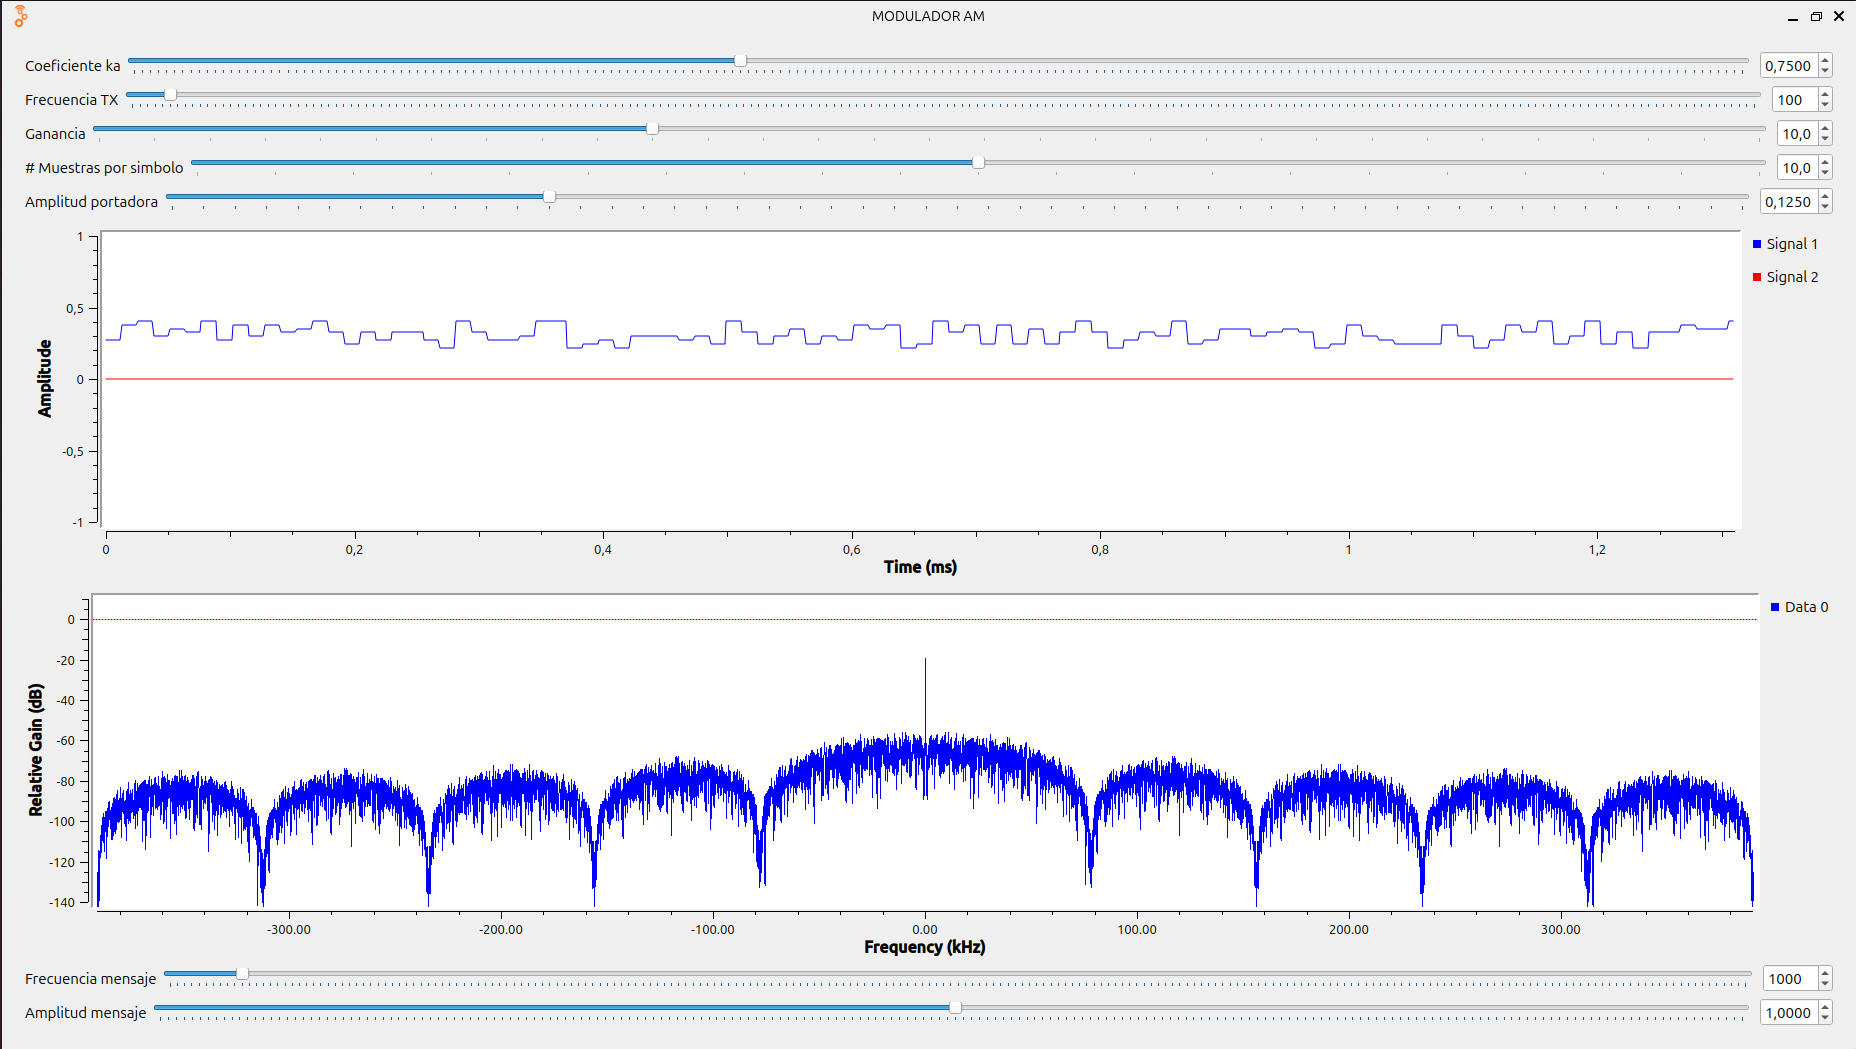 MODULADOR AM
Coeficiente ka 0,7500
Frecuencia TX 100
Ganancia 10,0
# Muestras por simbolo 10,0
Amplitud portadora 0,1250
1
0,5
0
-0,5
-1
Amplitude
Signal 1
Signal 2
0 0,2 0,4 0,6 0,8 1 1,2
Time (ms)
0
-20
-40
-60
-80
-100
-120
-140
Relative Gain (dB)
Data 0
-300.00 -200.00 -100.00 0.00 100.00 200.00 300.00
Frequency (kHz)
Frecuencia mensaje 1000
Amplitud mensaje 1,0000